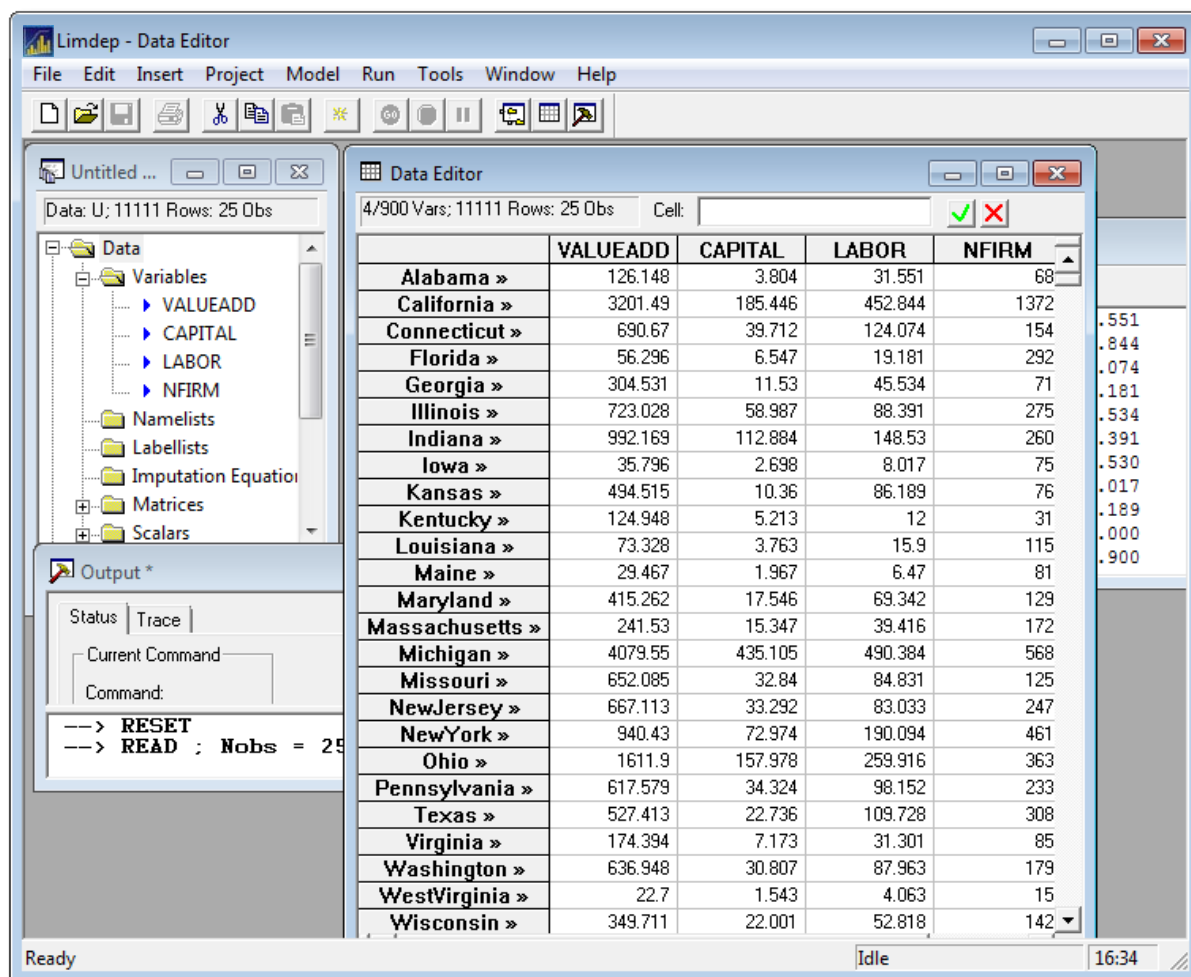 Limdep - Data Editor
File Edit Insert Project Model Run Tools Window Help
GO
Untitled ...
Data: U; 11111 Rows: 25 Obs
Data
Variables
VALUEADD
CAPITAL
LABOR
NFIRM
Namelists
Labellists
Imputation Equation
Matrices
Scalars
Output *
Status Trace
Current Command
Command:
--> RESET
--> READ ; Nobs = 25
Data Editor
4/900 Vars; 11111 Rows: 25 Obs Cell:
VALUEADD CAPITAL LABOR NFIRM
Alabama » 126.148 3.804 31.551 68
California » 3201.49 185.446 452.844 1372
Connecticut » 690.67 39.712 124.074 154
Florida » 56.296 6.547 19.181 292
Georgia » 304.531 11.53 45.534 71
Illinois » 723.028 58.987 88.391 275
Indiana » 992.169 112.884 148.53 260
Iowa » 35.796 2.698 8.017 75
Kansas » 494.515 10.36 86.189 76
Kentucky » 124.948 5.213 12 31
Louisiana » 73.328 3.763 15.9 115
Maine » 29.467 1.967 6.47 81
Maryland » 415.262 17.546 69.342 129
Massachusetts » 241.53 15.347 39.416 172
Michigan » 4079.55 435.105 490.384 568
Missouri » 652.085 32.84 84.831 125
NewJersey » 667.113 33.292 83.033 247
NewYork » 940.43 72.974 190.094 461
Ohio » 1611.9 157.978 259.916 363
Pennsylvania » 617.579 34.324 98.152 233
Texas » 527.413 22.736 109.728 308
Virginia » 174.394 7.173 31.301 85
Washington » 636.948 30.807 87.963 179
WestVirginia » 22.7 1.543 4.063 15
Wisconsin » 349.711 22.001 52.818 142
.551
.844
.074
.181
.534
.391
.530
.017
.189
.000
.900
Ready Idle 16:34